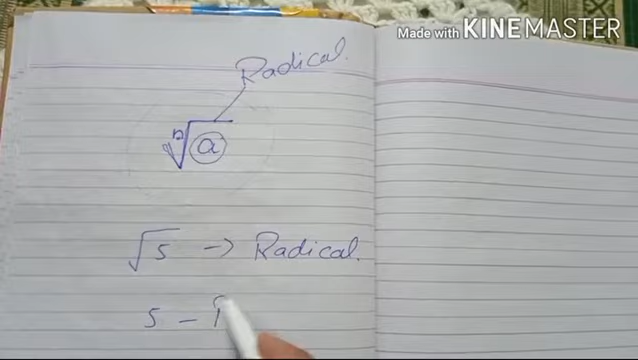 Made with KINEMASTER
Radical.
n√a
√5 → Radical.
5 –